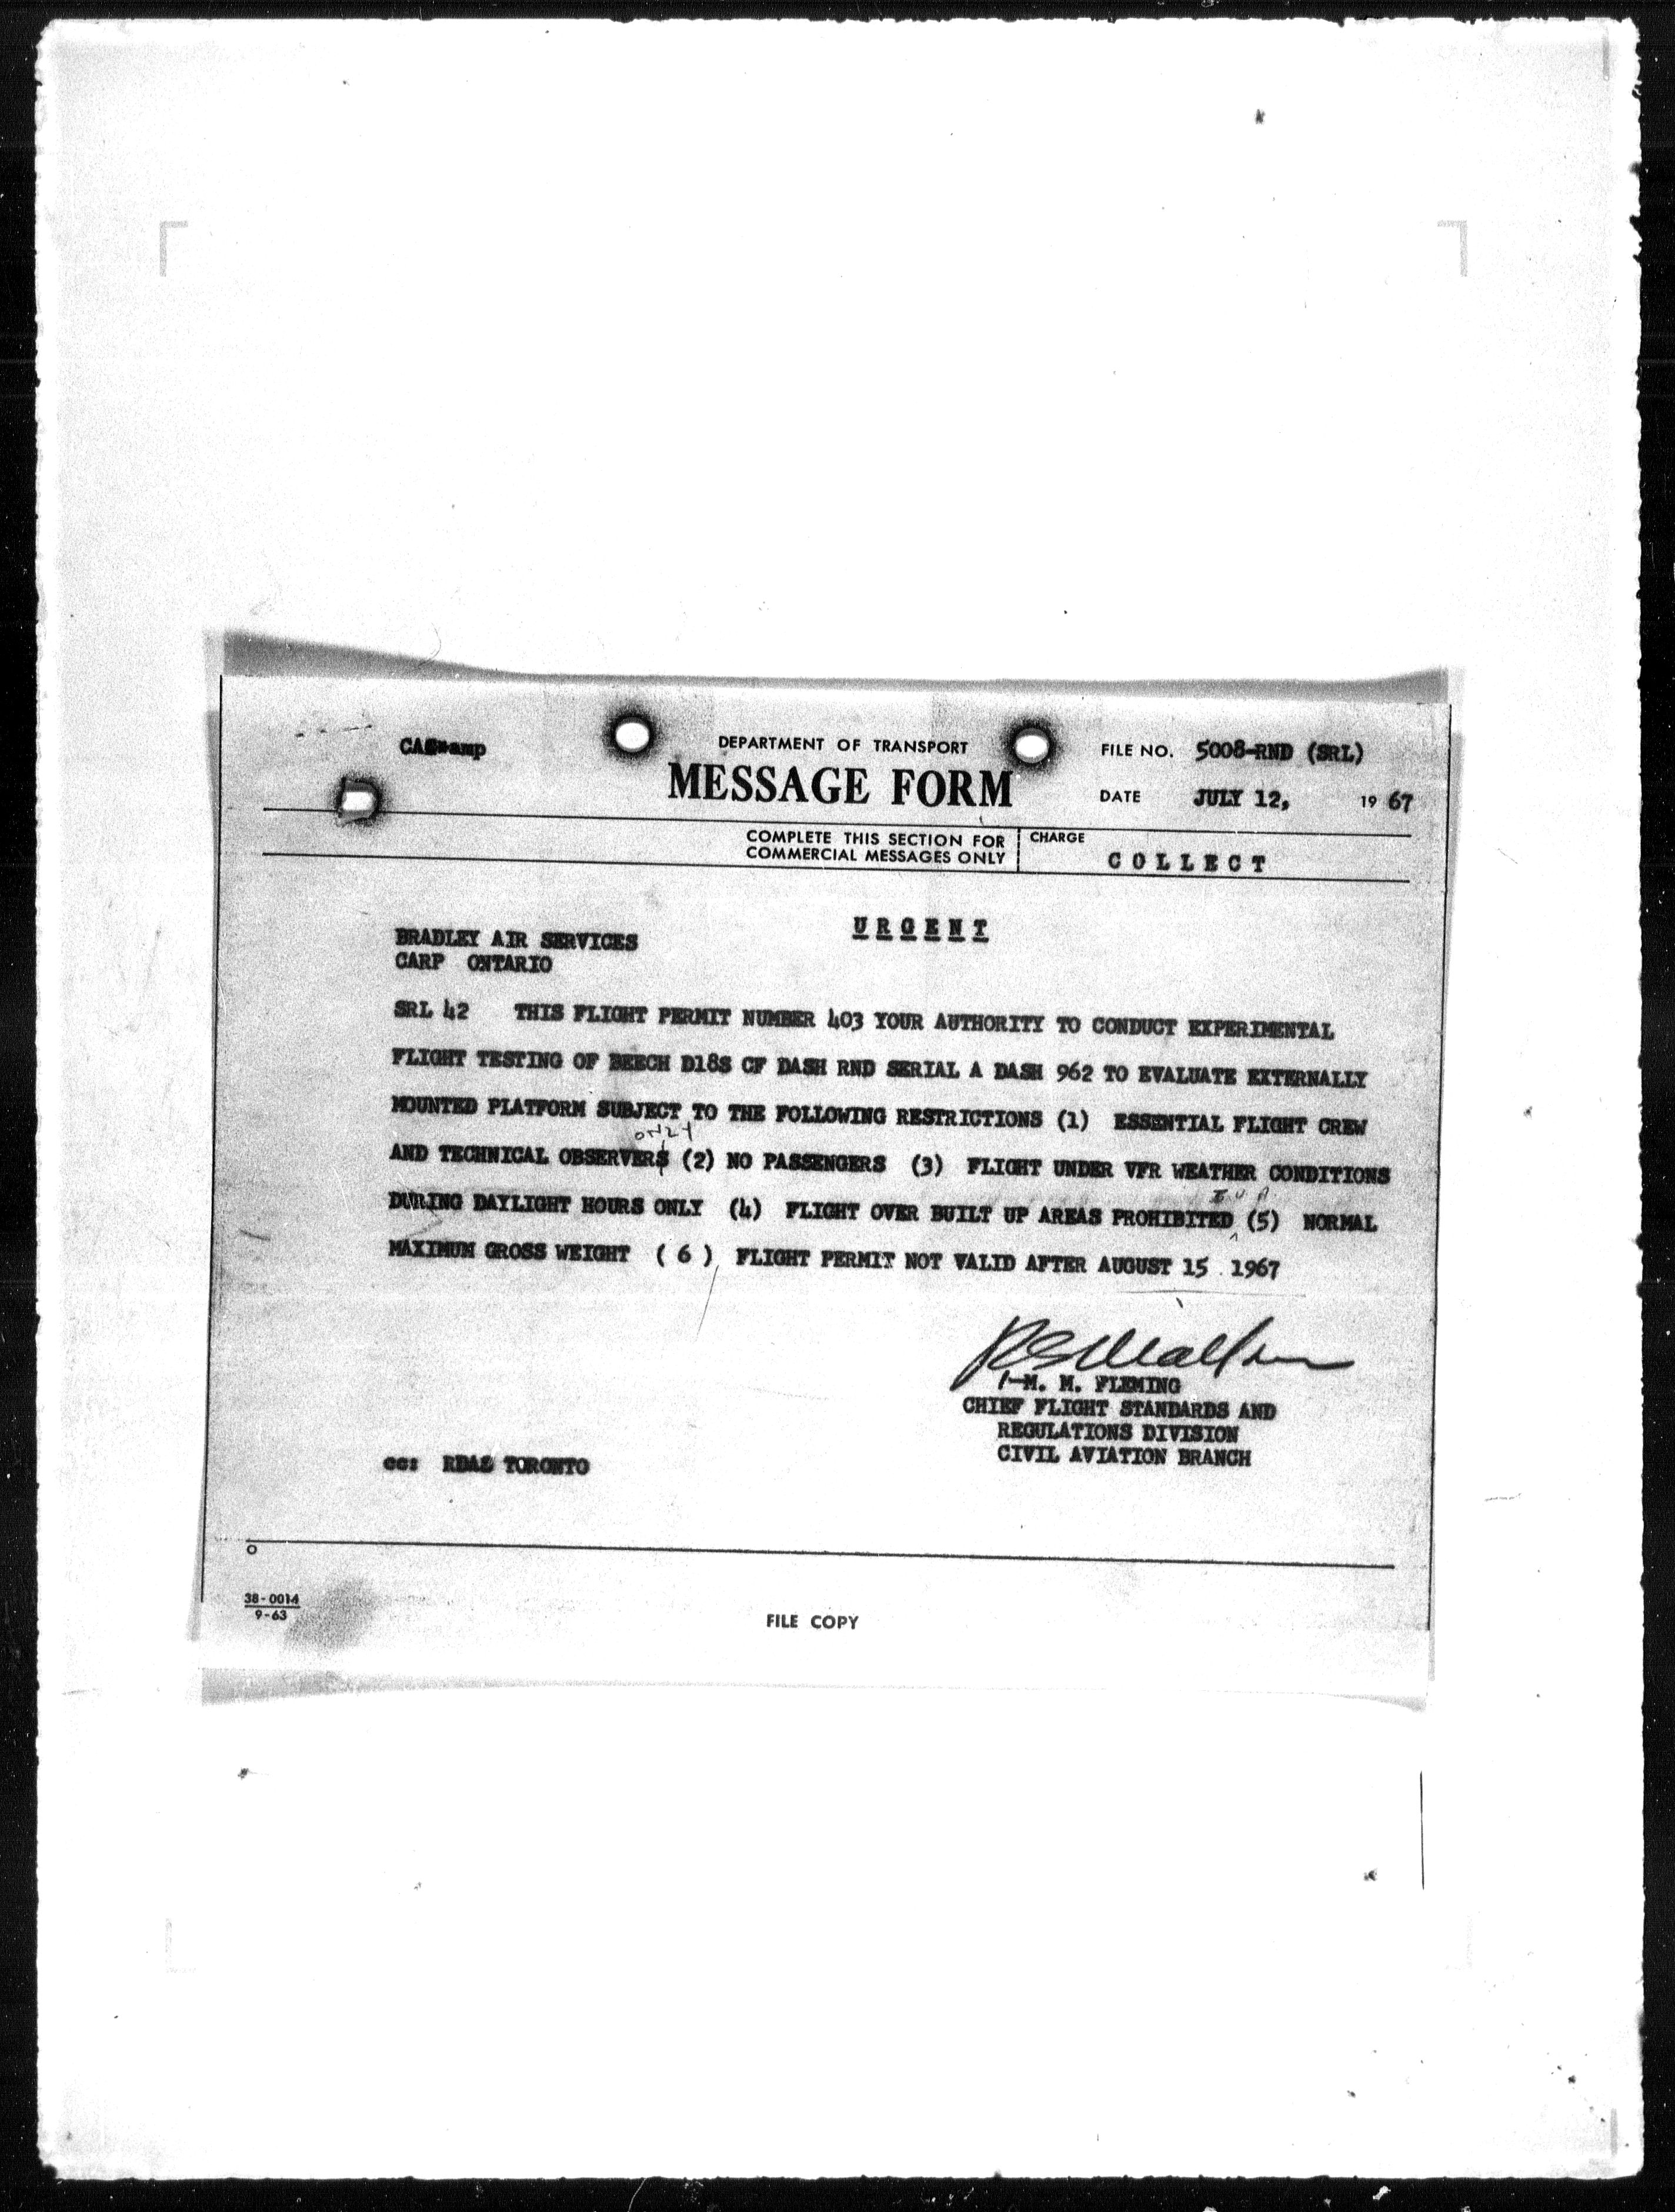 DEPARTMENT OF TRANSPORT
MESSAGE FORM
FILE NO. 5008-RND (SRL)
DATE JULY 12, 19 67
COMPLETE THIS SECTION FOR
COMMERCIAL MESSAGES ONLY
CHARGE
COLLECT
URGENT
BRADLEY AIR SERVICES
CARP ONTARIO
SRL 42 THIS FLIGHT PERMIT NUMBER 403 YOUR AUTHORITY TO CONDUCT EXPERIMENTAL
FLIGHT TESTING OF BEECH D18S CF DASH RND SERIAL A DASH 962 TO EVALUATE EXTERNALLY
MOUNTED PLATFORM SUBJECT TO THE FOLLOWING RESTRICTIONS (1) ESSENTIAL FLIGHT CREW
ONLY
AND TECHNICAL OBSERVERS (2) NO PASSENGERS (3) FLIGHT UNDER VFR WEATHER CONDITIONS
DURING DAYLIGHT HOURS ONLY (4) FLIGHT OVER BUILT UP AREAS PROHIBITED (5) NORMAL
MAXIMUM GROSS WEIGHT ( 6 ) FLIGHT PERMIT NOT VALID AFTER AUGUST 15 1967
M. M. FLEMING
CHIEF FLIGHT STANDARDS AND
REGULATIONS DIVISION
CIVIL AVIATION BRANCH
cc: RDAS TORONTO
38-0014
9-63
FILE COPY